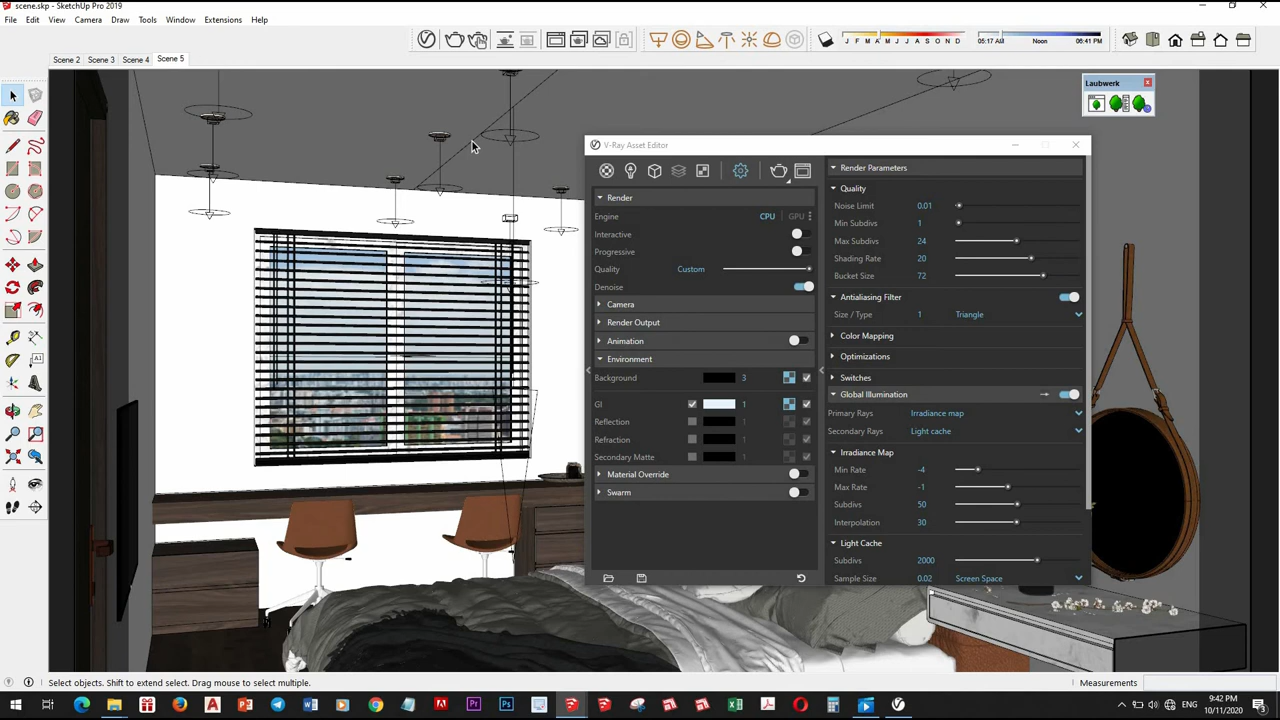 scene.skp - SketchUp Pro 2019
File Edit View Camera Draw Tools Window Extensions Help
J F M A M J J A S O N D 05:17 AM Noon 06:41 PM
Scene 2 Scene 3 Scene 4 Scene 5
Laubwerk
V-Ray Asset Editor
Render
Engine CPU GPU
Interactive
Progressive
Quality Custom
Denoise
Camera
Render Output
Animation
Environment
Background 3
GI 1
Reflection 1
Refraction 1
Secondary Matte 1
Material Override
Swarm
Render Parameters
Quality
Noise Limit 0.01
Min Subdivs 1
Max Subdivs 24
Shading Rate 20
Bucket Size 72
Antialiasing Filter
Size / Type 1 Triangle
Color Mapping
Optimizations
Switches
Global Illumination
Primary Rays Irradiance map
Secondary Rays Light cache
Irradiance Map
Min Rate -4
Max Rate -1
Subdivs 50
Interpolation 30
Light Cache
Subdivs 2000
Sample Size 0.02 Screen Space
Select objects. Shift to extend select. Drag mouse to select multiple. Measurements
ENG 9:42 PM
10/11/2020